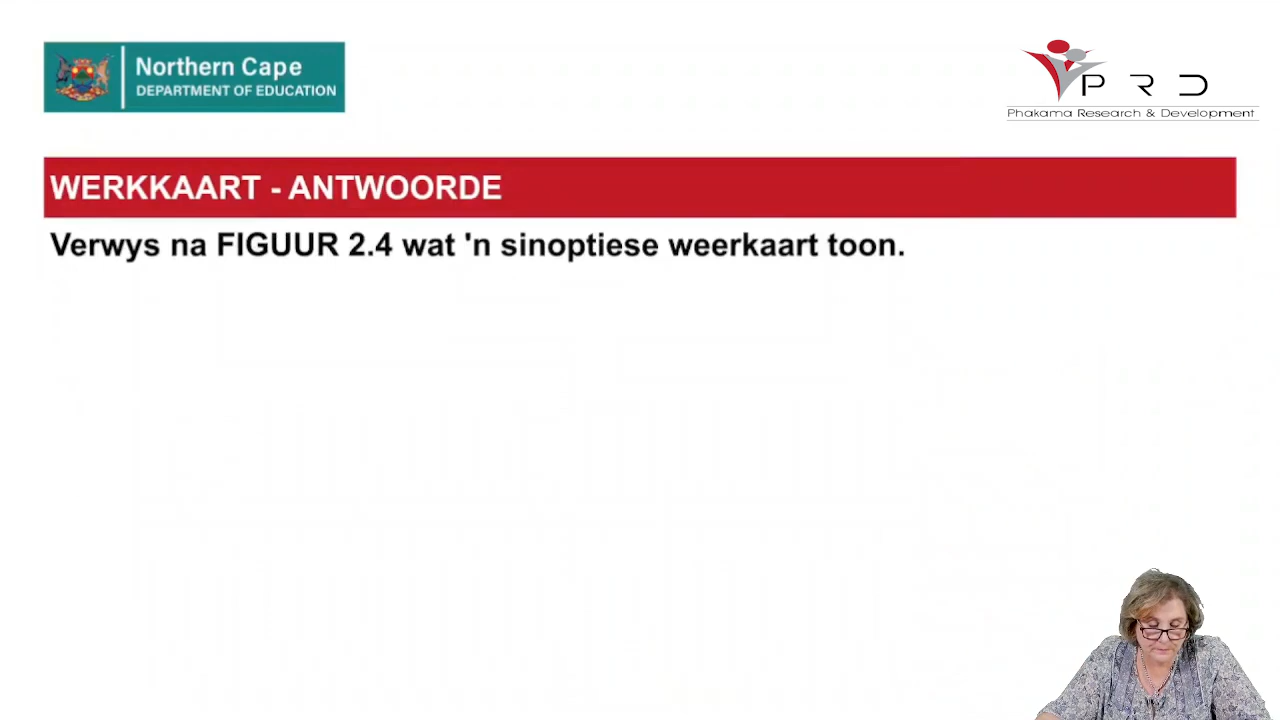 Northern Cape
DEPARTMENT OF EDUCATION
P R D
Phakama Research & Development
WERKKAART - ANTWOORDE
Verwys na FIGUUR 2.4 wat 'n sinoptiese weerkaart toon.